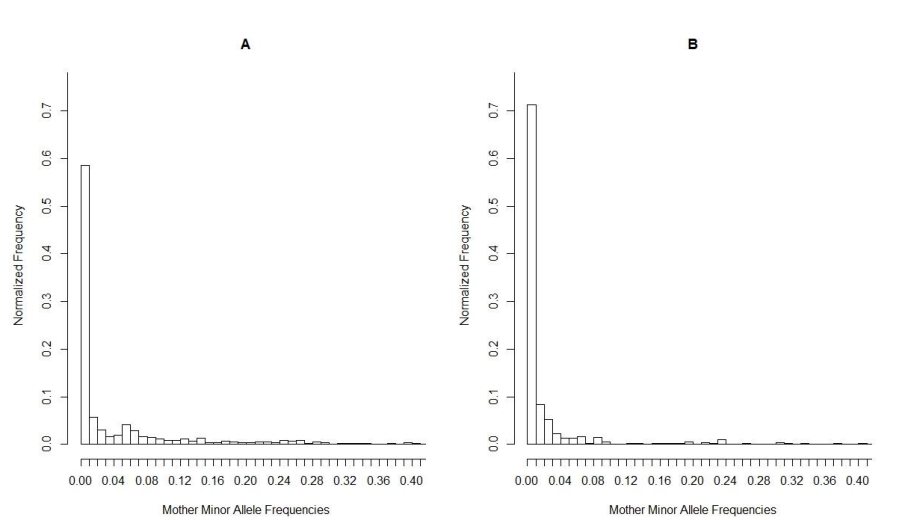 A
Normalized Frequency
0.0 0.1 0.2 0.3 0.4 0.5 0.6 0.7
0.00 0.04 0.08 0.12 0.16 0.20 0.24 0.28 0.32 0.36 0.40
Mother Minor Allele Frequencies
B
Normalized Frequency
0.0 0.1 0.2 0.3 0.4 0.5 0.6 0.7
0.00 0.04 0.08 0.12 0.16 0.20 0.24 0.28 0.32 0.36 0.40
Mother Minor Allele Frequencies